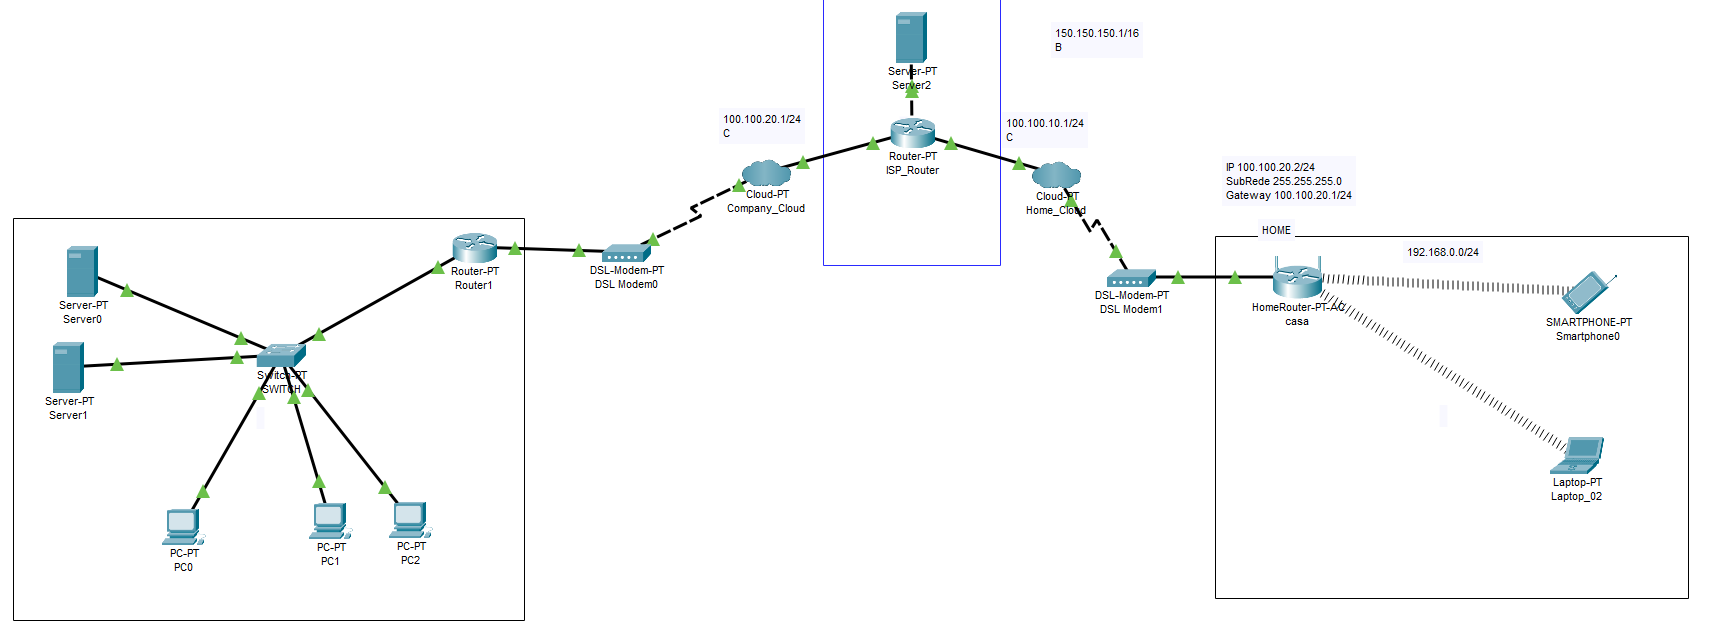 150.150.150.1/16
B
Server-PT
Server2
100.100.20.1/24
C
100.100.10.1/24
C
Router-PT
ISP_Router
Cloud-PT
Company_Cloud
Cloud-PT
Home_Cloud
IP 100.100.20.2/24
SubRede 255.255.255.0
Gateway 100.100.20.1/24
HOME
192.168.0.0/24
Router-PT
Router1
DSL-Modem-PT
DSL Modem0
DSL-Modem-PT
DSL Modem1
HomeRouter-PT-AC
casa
SMARTPHONE-PT
Smartphone0
Server-PT
Server0
Switch-PT
SWITCH
Server-PT
Server1
Laptop-PT
Laptop_02
PC-PT
PC0
PC-PT
PC1
PC-PT
PC2